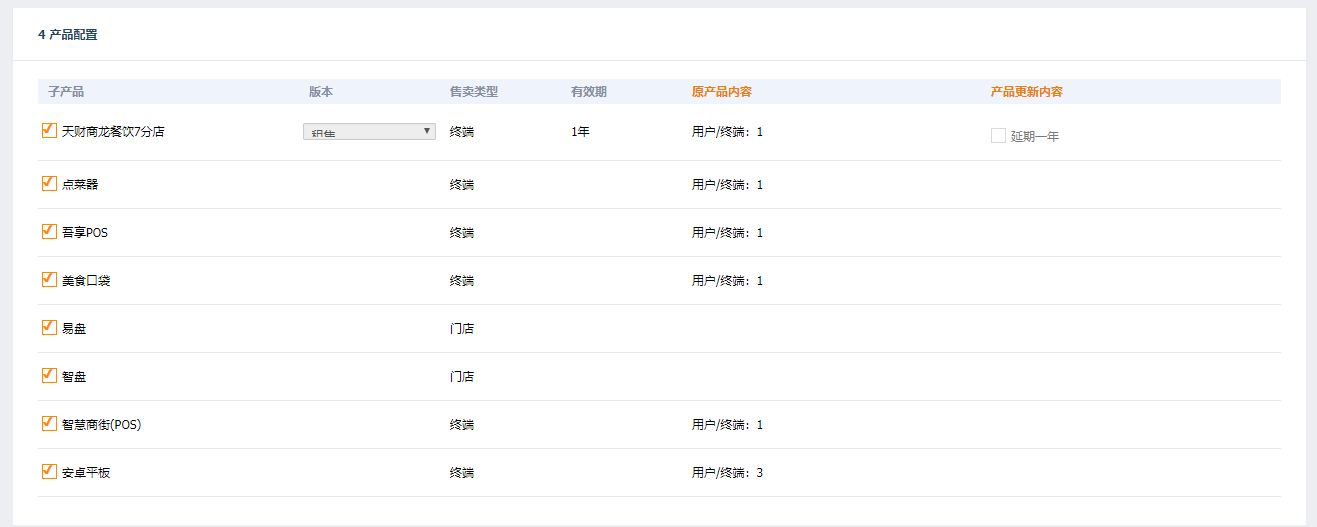 4 产品配置
子产品 版本 售卖类型 有效期 原产品内容 产品更新内容
天财商龙餐饮7分店 租售 终端 1年 用户/终端：1 延期一年
点菜器 终端 用户/终端：1
吾享POS 终端 用户/终端：1
美食口袋 终端 用户/终端：1
易盘 门店
智盘 门店
智慧商街(POS) 终端 用户/终端：1
安卓平板 终端 用户/终端：3